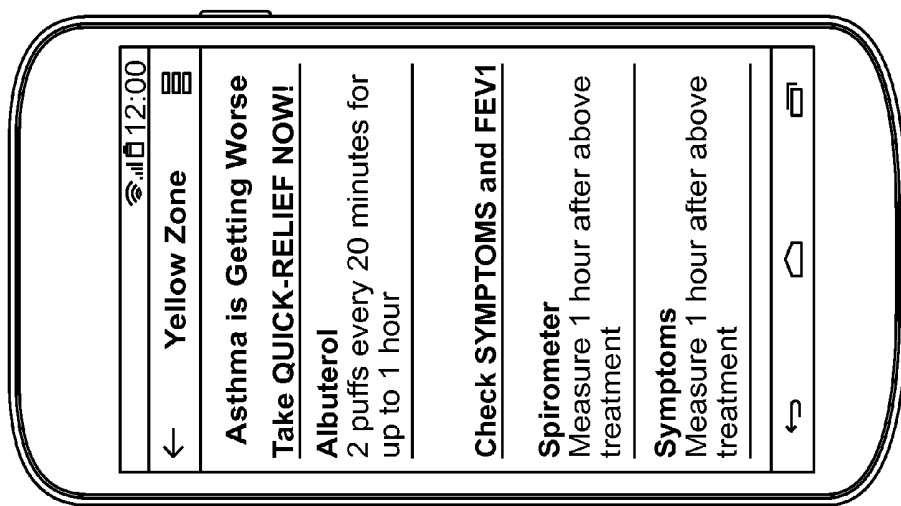 12:00
Yellow Zone
Asthma is Getting Worse
Take QUICK-RELIEF NOW!
Albuterol
2 puffs every 20 minutes for
up to 1 hour
Check SYMPTOMS and FEV1
Spirometer
Measure 1 hour after above
treatment
Symptoms
Measure 1 hour after above
treatment